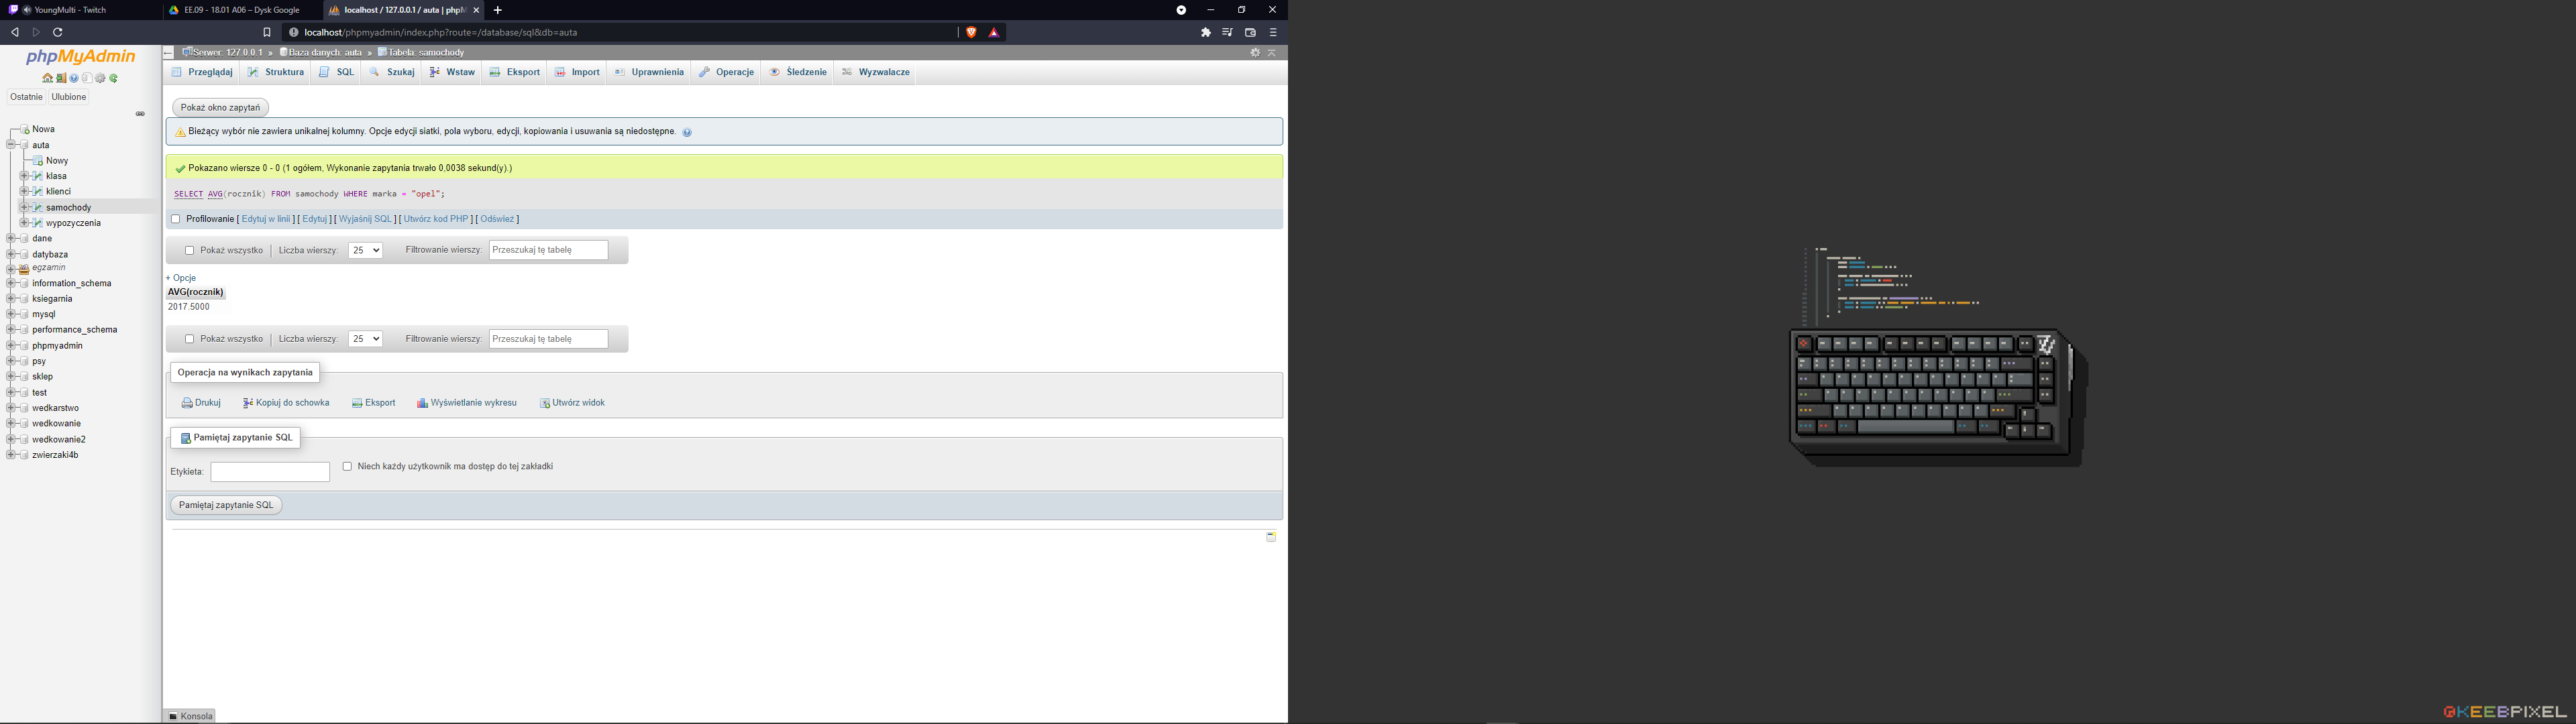 YoungMulti - Twitch
EE.09 - 18.01 A06 – Dysk Google
localhost / 127.0.0.1 / auta | phpM
localhost/phpmyadmin/index.php?route=/database/sql&db=auta
phpMyAdmin
Ostatnie Ulubione
Nowa
auta
Nowy
klasa
klienci
samochody
wypozyczenia
dane
datybaza
egzamin
information_schema
ksiegarnia
mysql
performance_schema
phpmyadmin
psy
sklep
test
wedkarstwo
wedkowanie
wedkowanie2
zwierzaki4b
Serwer: 127.0.0.1 » Baza danych: auta » Tabela: samochody
Przeglądaj Struktura SQL Szukaj Wstaw Eksport Import Uprawnienia Operacje Śledzenie Wyzwalacze
Pokaż okno zapytań
Bieżący wybór nie zawiera unikalnej kolumny. Opcje edycji siatki, pola wyboru, edycji, kopiowania i usuwania są niedostępne.
Pokazano wiersze 0 - 0 (1 ogółem, Wykonanie zapytania trwało 0,0038 sekund(y).)
SELECT AVG(rocznik) FROM samochody WHERE marka = "opel";
Profilowanie [ Edytuj w linii ] [ Edytuj ] [ Wyjaśnij SQL ] [ Utwórz kod PHP ] [ Odśwież ]
Pokaż wszystko | Liczba wierszy: 25 Filtrowanie wierszy: Przeszukaj tę tabelę
+ Opcje
AVG(rocznik)
2017.5000
Pokaż wszystko | Liczba wierszy: 25 Filtrowanie wierszy: Przeszukaj tę tabelę
Operacja na wynikach zapytania
Drukuj Kopiuj do schowka Eksport Wyświetlanie wykresu Utwórz widok
Pamiętaj zapytanie SQL
Etykieta: Niech każdy użytkownik ma dostęp do tej zakładki
Pamiętaj zapytanie SQL
Konsola
@KEEBPIXEL